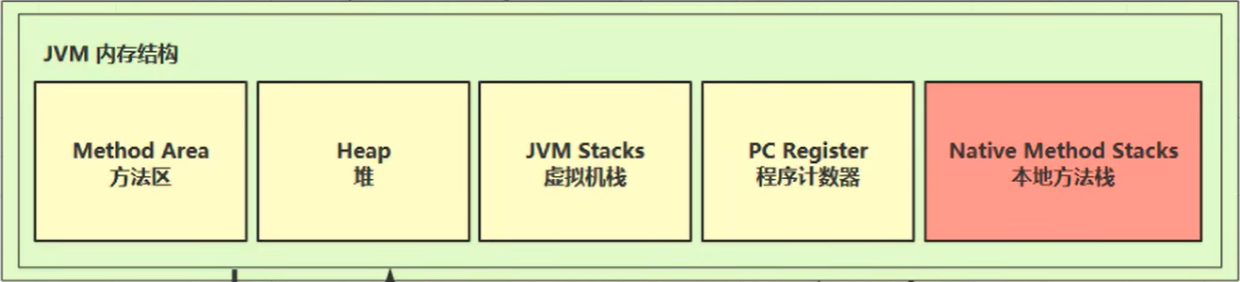 JVM 内存结构
Method Area
方法区
Heap
堆
JVM Stacks
虚拟机栈
PC Register
程序计数器
Native Method Stacks
本地方法栈